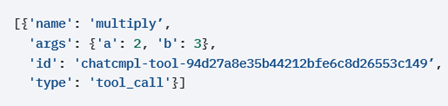 [{'name': 'multiply’,
'args': {'a': 2, 'b': 3},
'id': 'chatcmpl-tool-94d27a8e35b44212bfe6c8d26553c149’,
'type': 'tool_call’}]